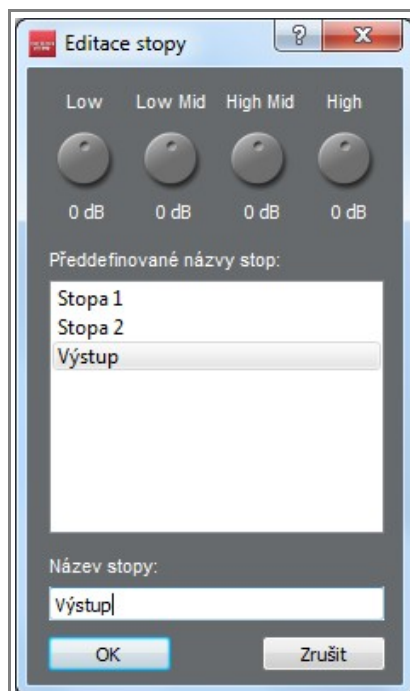 Editace stopy
Low Low Mid High Mid High
0 dB 0 dB 0 dB 0 dB
Předdefinované názvy stop:
Stopa 1
Stopa 2
Výstup
Název stopy:
Výstup
OK Zrušit